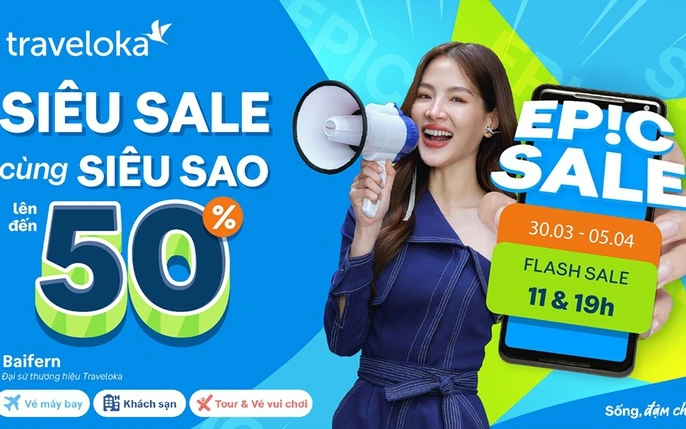 traveloka
SIÊU SALE
cùng SIÊU SAO
lên
đến
50%
Baifern
Đại sứ thương hiệu Traveloka
Vé máy bay
Khách sạn
Tour & Vé vui chơi
EP!C
SALE
30.03 - 05.04
FLASH SALE
11 & 19h
Sống, đậm ch
EPIC